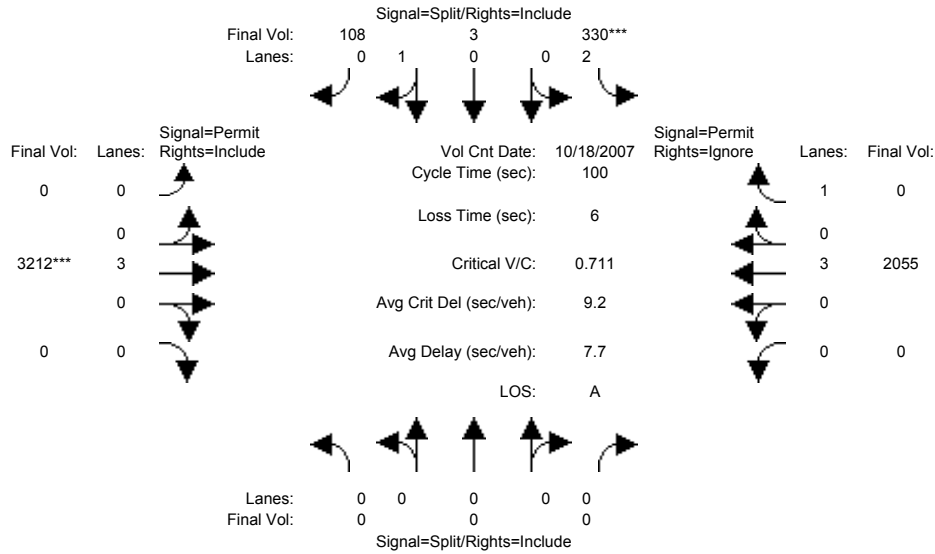 Signal=Split/Rights=Include
Final Vol: 108 3 330***
Lanes: 0 1 0 0 2
Signal=Permit
Final Vol: Lanes: Rights=Include
Vol Cnt Date: 10/18/2007
Signal=Permit
Rights=Ignore Lanes: Final Vol:
Cycle Time (sec): 100
0 0
1 0
Loss Time (sec): 6
0
0
3212*** 3
Critical V/C: 0.711
3 2055
0
Avg Crit Del (sec/veh): 9.2
0
0 0
Avg Delay (sec/veh): 7.7
0 0
LOS: A
Lanes: 0 0 0 0 0
Final Vol: 0 0 0
Signal=Split/Rights=Include